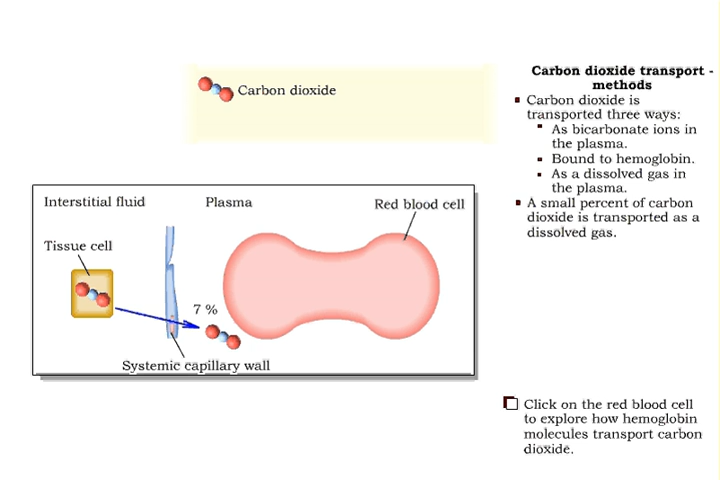 Carbon dioxide transport -
methods
Carbon dioxide is
transported three ways:
As bicarbonate ions in
the plasma.
Bound to hemoglobin.
As a dissolved gas in
the plasma.
A small percent of carbon
dioxide is transported as a
dissolved gas.
Carbon dioxide
Interstitial fluid
Plasma
Red blood cell
Tissue cell
7 %
Systemic capillary wall
Click on the red blood cell
to explore how hemoglobin
molecules transport carbon
dioxide.